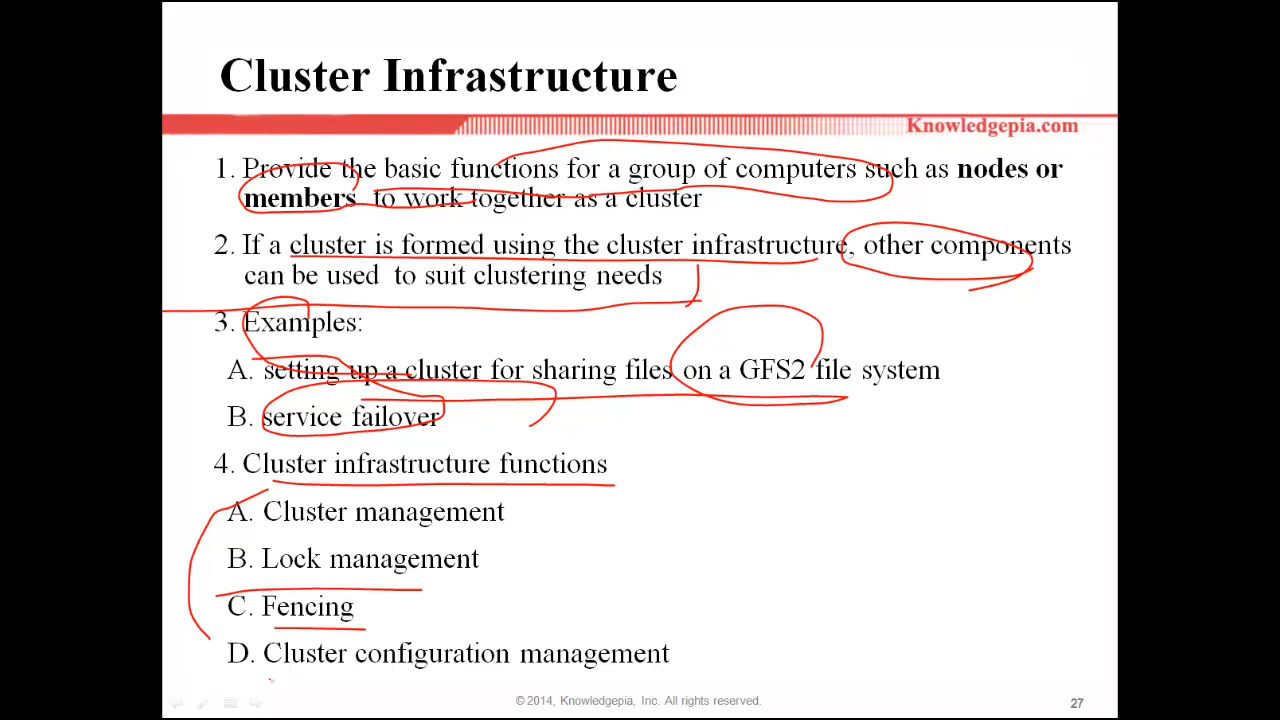 Cluster Infrastructure
Knowledgepia.com
1. Provide the basic functions for a group of computers such as nodes or
members to work together as a cluster
2. If a cluster is formed using the cluster infrastructure, other components
can be used to suit clustering needs
3. Examples:
A. setting up a cluster for sharing files on a GFS2 file system
B. service failover
4. Cluster infrastructure functions
A. Cluster management
B. Lock management
C. Fencing
D. Cluster configuration management
© 2014, Knowledgepia, Inc. All rights reserved.
27